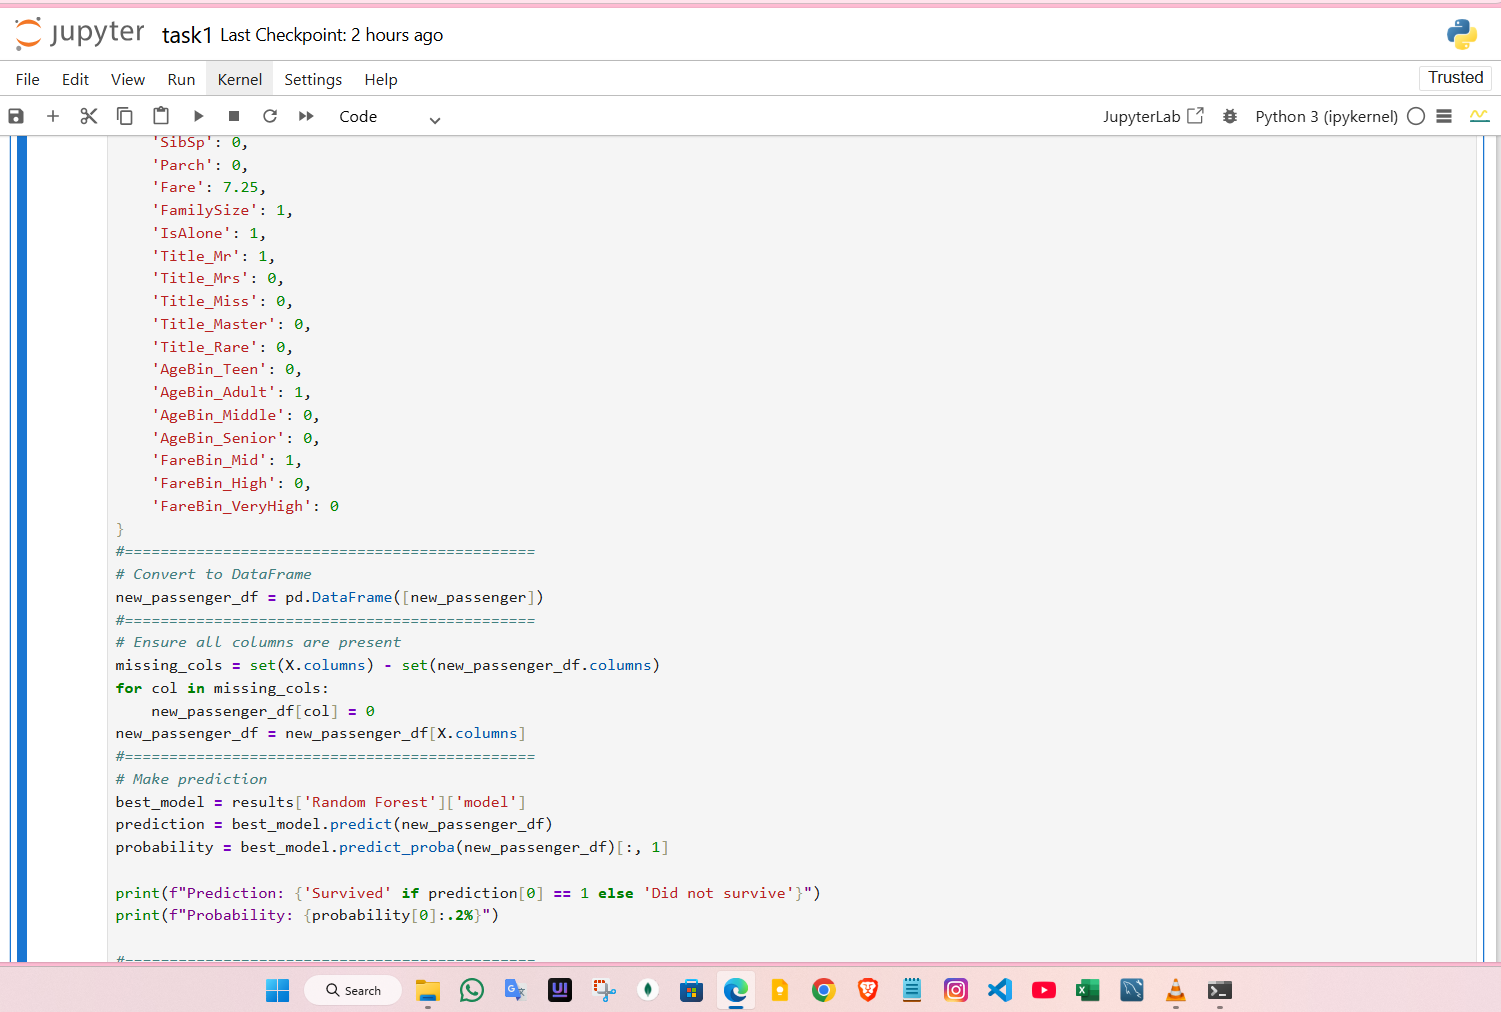 jupyter task1 Last Checkpoint: 2 hours ago
File Edit View Run Kernel Settings Help Trusted
Code JupyterLab Python 3 (ipykernel)
    'SibSp': 0,
    'Parch': 0,
    'Fare': 7.25,
    'FamilySize': 1,
    'IsAlone': 1,
    'Title_Mr': 1,
    'Title_Mrs': 0,
    'Title_Miss': 0,
    'Title_Master': 0,
    'Title_Rare': 0,
    'AgeBin_Teen': 0,
    'AgeBin_Adult': 1,
    'AgeBin_Middle': 0,
    'AgeBin_Senior': 0,
    'FareBin_Mid': 1,
    'FareBin_High': 0,
    'FareBin_VeryHigh': 0
}
#==============================================
# Convert to DataFrame
new_passenger_df = pd.DataFrame([new_passenger])
#==============================================
# Ensure all columns are present
missing_cols = set(X.columns) - set(new_passenger_df.columns)
for col in missing_cols:
    new_passenger_df[col] = 0
new_passenger_df = new_passenger_df[X.columns]
#==============================================
# Make prediction
best_model = results['Random Forest']['model']
prediction = best_model.predict(new_passenger_df)
probability = best_model.predict_proba(new_passenger_df)[:, 1]
print(f"Prediction: {'Survived' if prediction[0] == 1 else 'Did not survive'}")
print(f"Probability: {probability[0]:.2%}")
#==============================================
Search